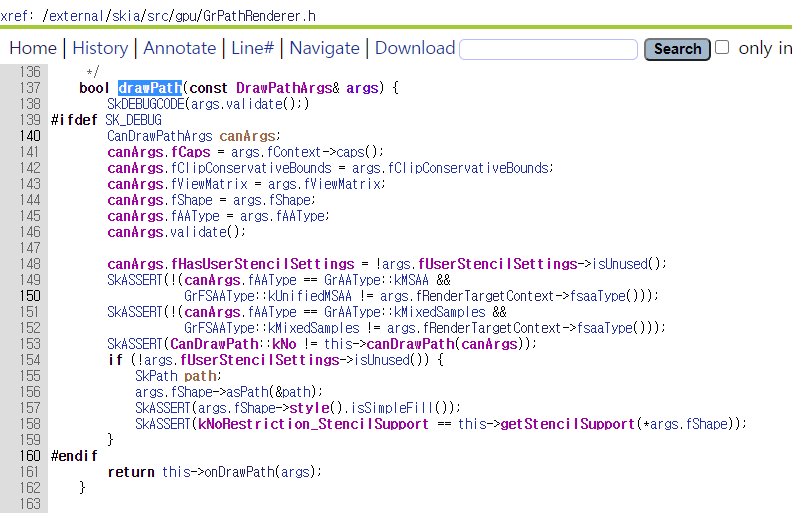 xref: /external/skia/src/gpu/GrPathRenderer.h
Home | History | Annotate | Line# | Navigate | Download Search only in
136 */
137 bool drawPath(const DrawPathArgs& args) {
138 SkDEBUGCODE(args.validate();)
139 #ifdef SK_DEBUG
140 CanDrawPathArgs canArgs;
141 canArgs.fCaps = args.fContext->caps();
142 canArgs.fClipConservativeBounds = args.fClipConservativeBounds;
143 canArgs.fViewMatrix = args.fViewMatrix;
144 canArgs.fShape = args.fShape;
145 canArgs.fAAType = args.fAAType;
146 canArgs.validate();
147
148 canArgs.fHasUserStencilSettings = !args.fUserStencilSettings->isUnused();
149 SkASSERT(!(canArgs.fAAType == GrAAType::kMSAA &&
150 GrFSAAType::kUnifiedMSAA != args.fRenderTargetContext->fsaaType()));
151 SkASSERT(!(canArgs.fAAType == GrAAType::kMixedSamples &&
152 GrFSAAType::kMixedSamples != args.fRenderTargetContext->fsaaType()));
153 SkASSERT(CanDrawPath::kNo != this->canDrawPath(canArgs));
154 if (!args.fUserStencilSettings->isUnused()) {
155 SkPath path;
156 args.fShape->asPath(&path);
157 SkASSERT(args.fShape->style().isSimpleFill());
158 SkASSERT(kNoRestriction_StencilSupport == this->getStencilSupport(*args.fShape));
159 }
160 #endif
161 return this->onDrawPath(args);
162 }
163